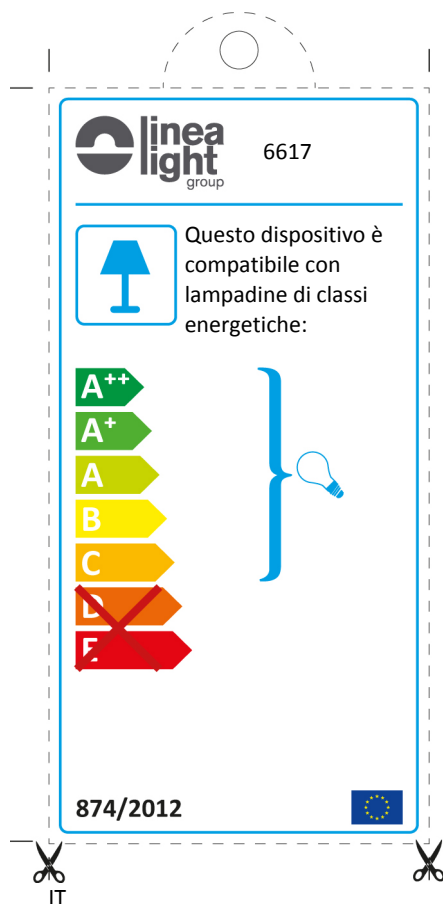 linea
light
group
6617
Questo dispositivo è
compatibile con
lampadine di classi
energetiche:
A++
A+
A
B
C
D
E
874/2012
IT